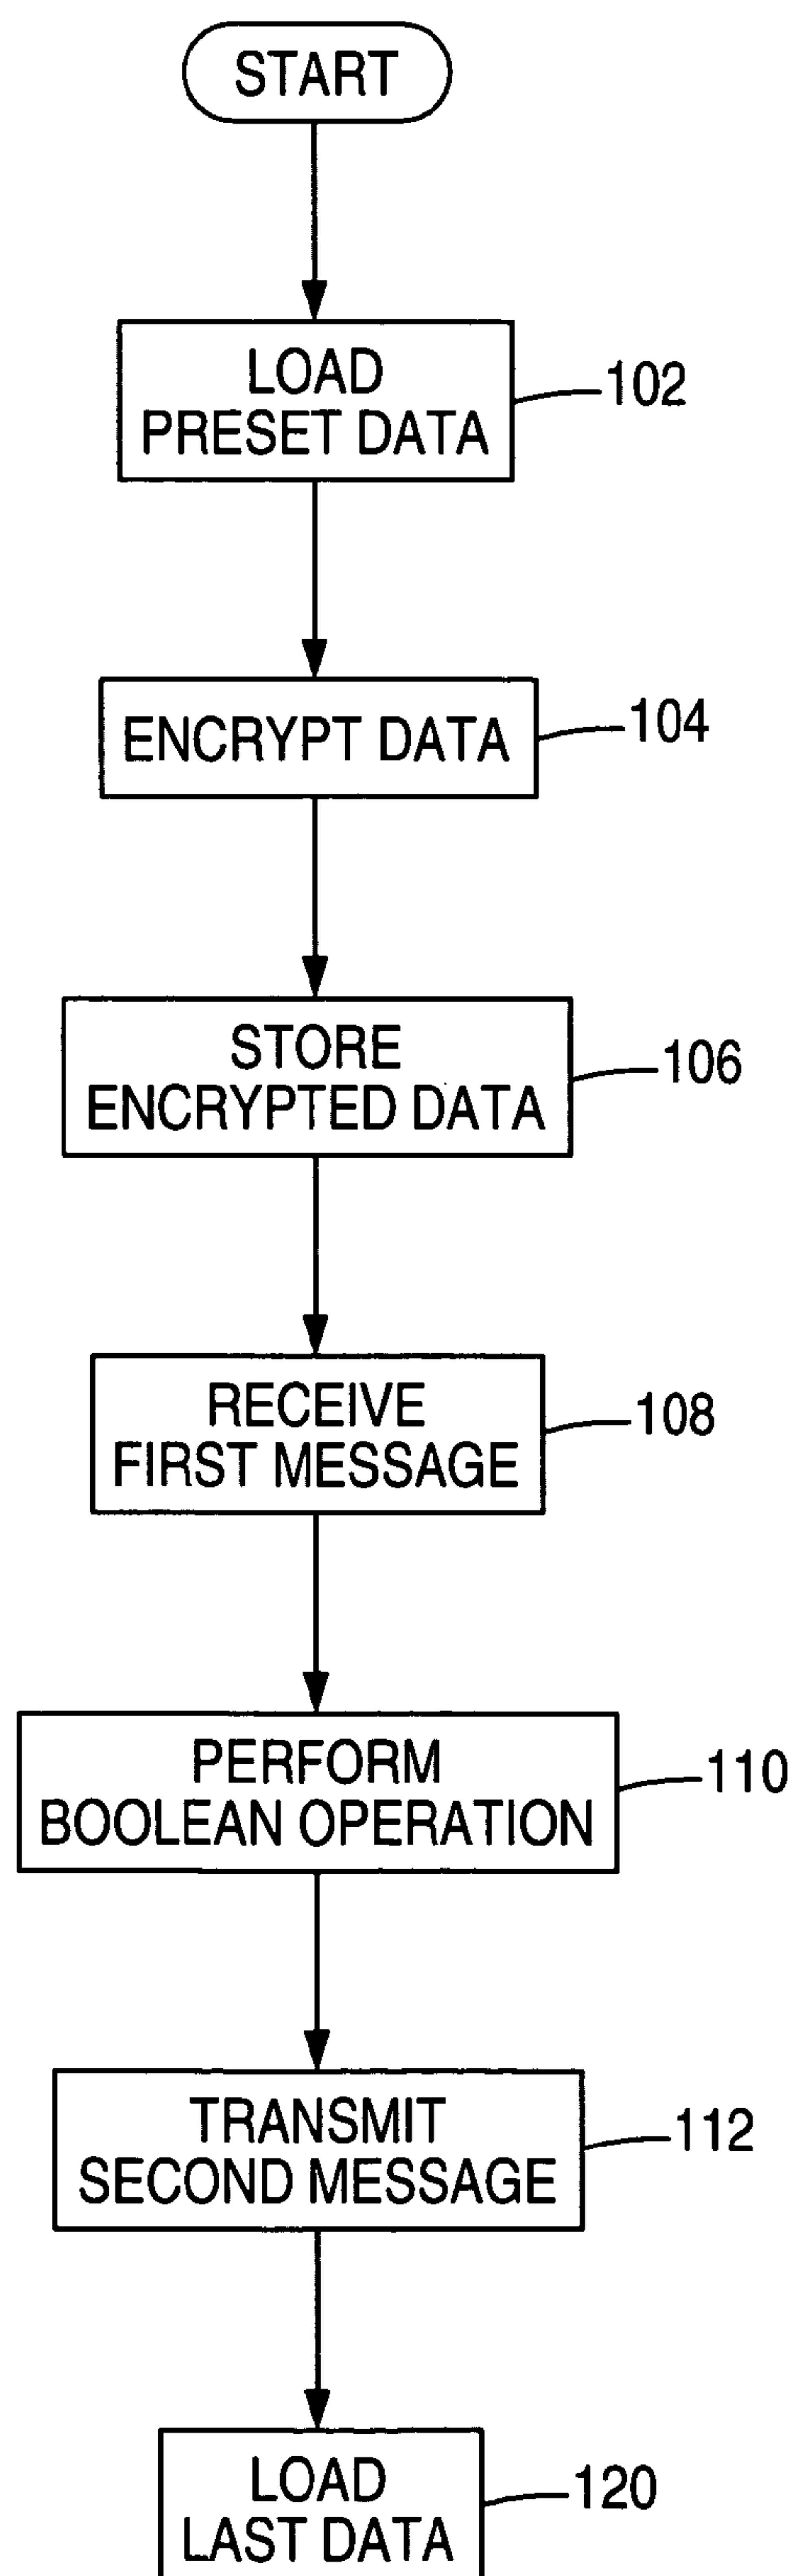 START
LOAD
PRESET DATA
102
ENCRYPT DATA
104
STORE
ENCRYPTED DATA
106
RECEIVE
FIRST MESSAGE
108
PERFORM
BOOLEAN OPERATION
110
TRANSMIT
SECOND MESSAGE
112
LOAD
LAST DATA
120